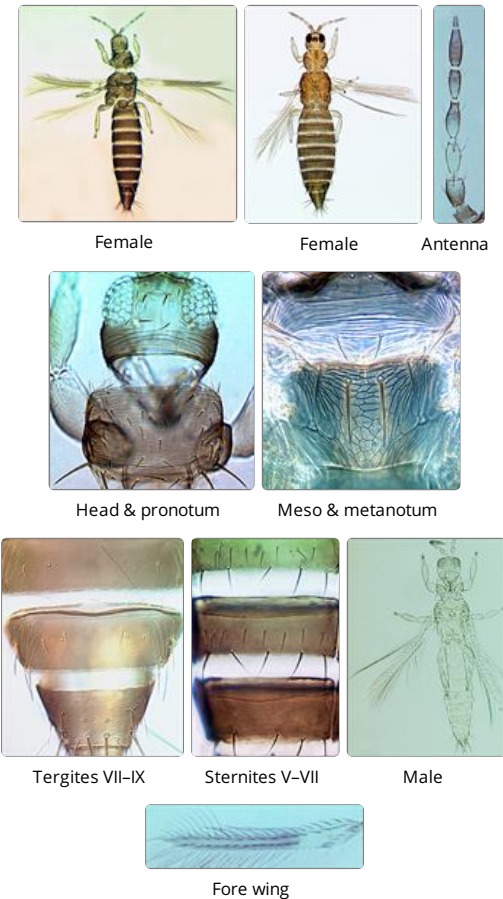 Female
Female
Antenna
Head & pronotum
Meso & metanotum
Tergites VII–IX
Sternites V–VII
Male
Fore wing